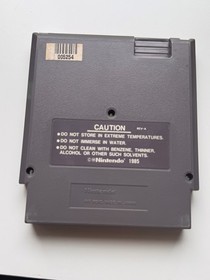 005254
CAUTION
REV-A
●DO NOT STORE IN EXTREME TEMPERATURES.
●DO NOT IMMERSE IN WATER.
●DO NOT CLEAN WITH BENZENE, THINNER,
ALCOHOL OR OTHER SUCH SOLVENTS.
©Nintendo 1985